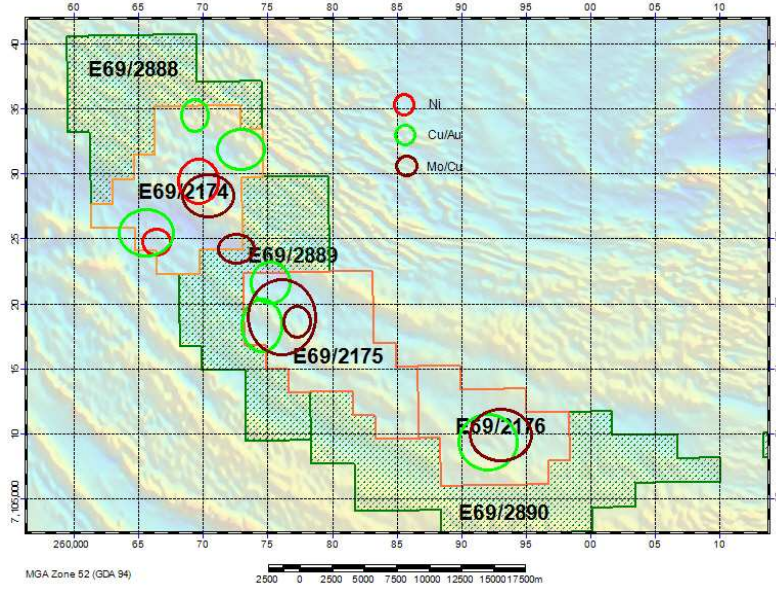 60 65 70 75 80 85 90 95 00 05 10
40
E69/2888
35
Ni
Cu/Au
Mo/Cu
30
E69/2174
25
E69/2889
20
E69/2175
15
E69/2176
10
7,105,000
E69/2890
260,000 65 70 75 80 85 90 95 00 05 10
MGA Zone 52 (GDA 94)
2500 0 2500 5000 7500 10000 12500 15000 17500m